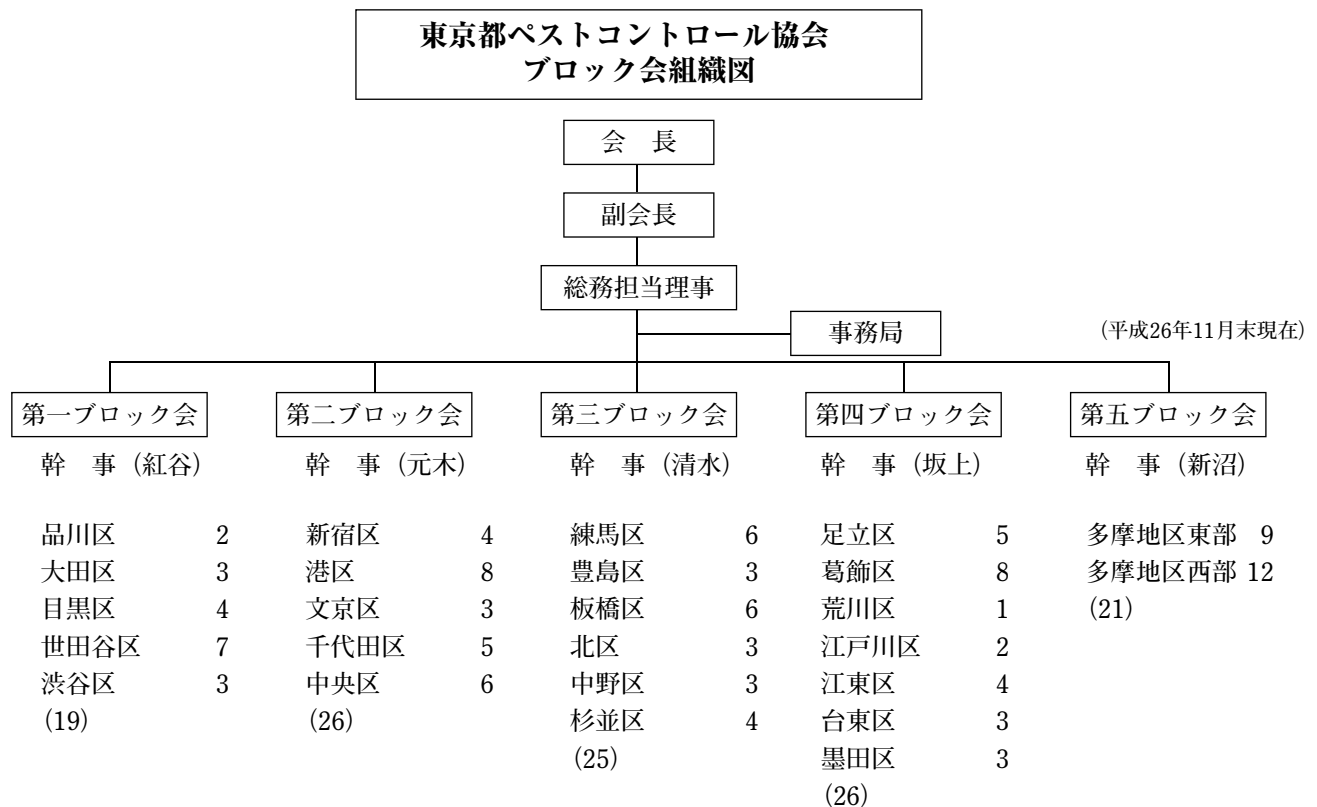 東京都ペストコントロール協会
ブロック会組織図
会　長
副会長
総務担当理事
事務局
(平成26年11月末現在)
第一ブロック会
幹　事（紅谷）
品川区 2
大田区 3
目黒区 4
世田谷区 7
渋谷区 3
(19)
第二ブロック会
幹　事（元木）
新宿区 4
港区 8
文京区 3
千代田区 5
中央区 6
(26)
第三ブロック会
幹　事（清水）
練馬区 6
豊島区 3
板橋区 6
北区 3
中野区 3
杉並区 4
(25)
第四ブロック会
幹　事（坂上）
足立区 5
葛飾区 8
荒川区 1
江戸川区 2
江東区 4
台東区 3
墨田区 3
(26)
第五ブロック会
幹　事（新沼）
多摩地区東部 9
多摩地区西部 12
(21)